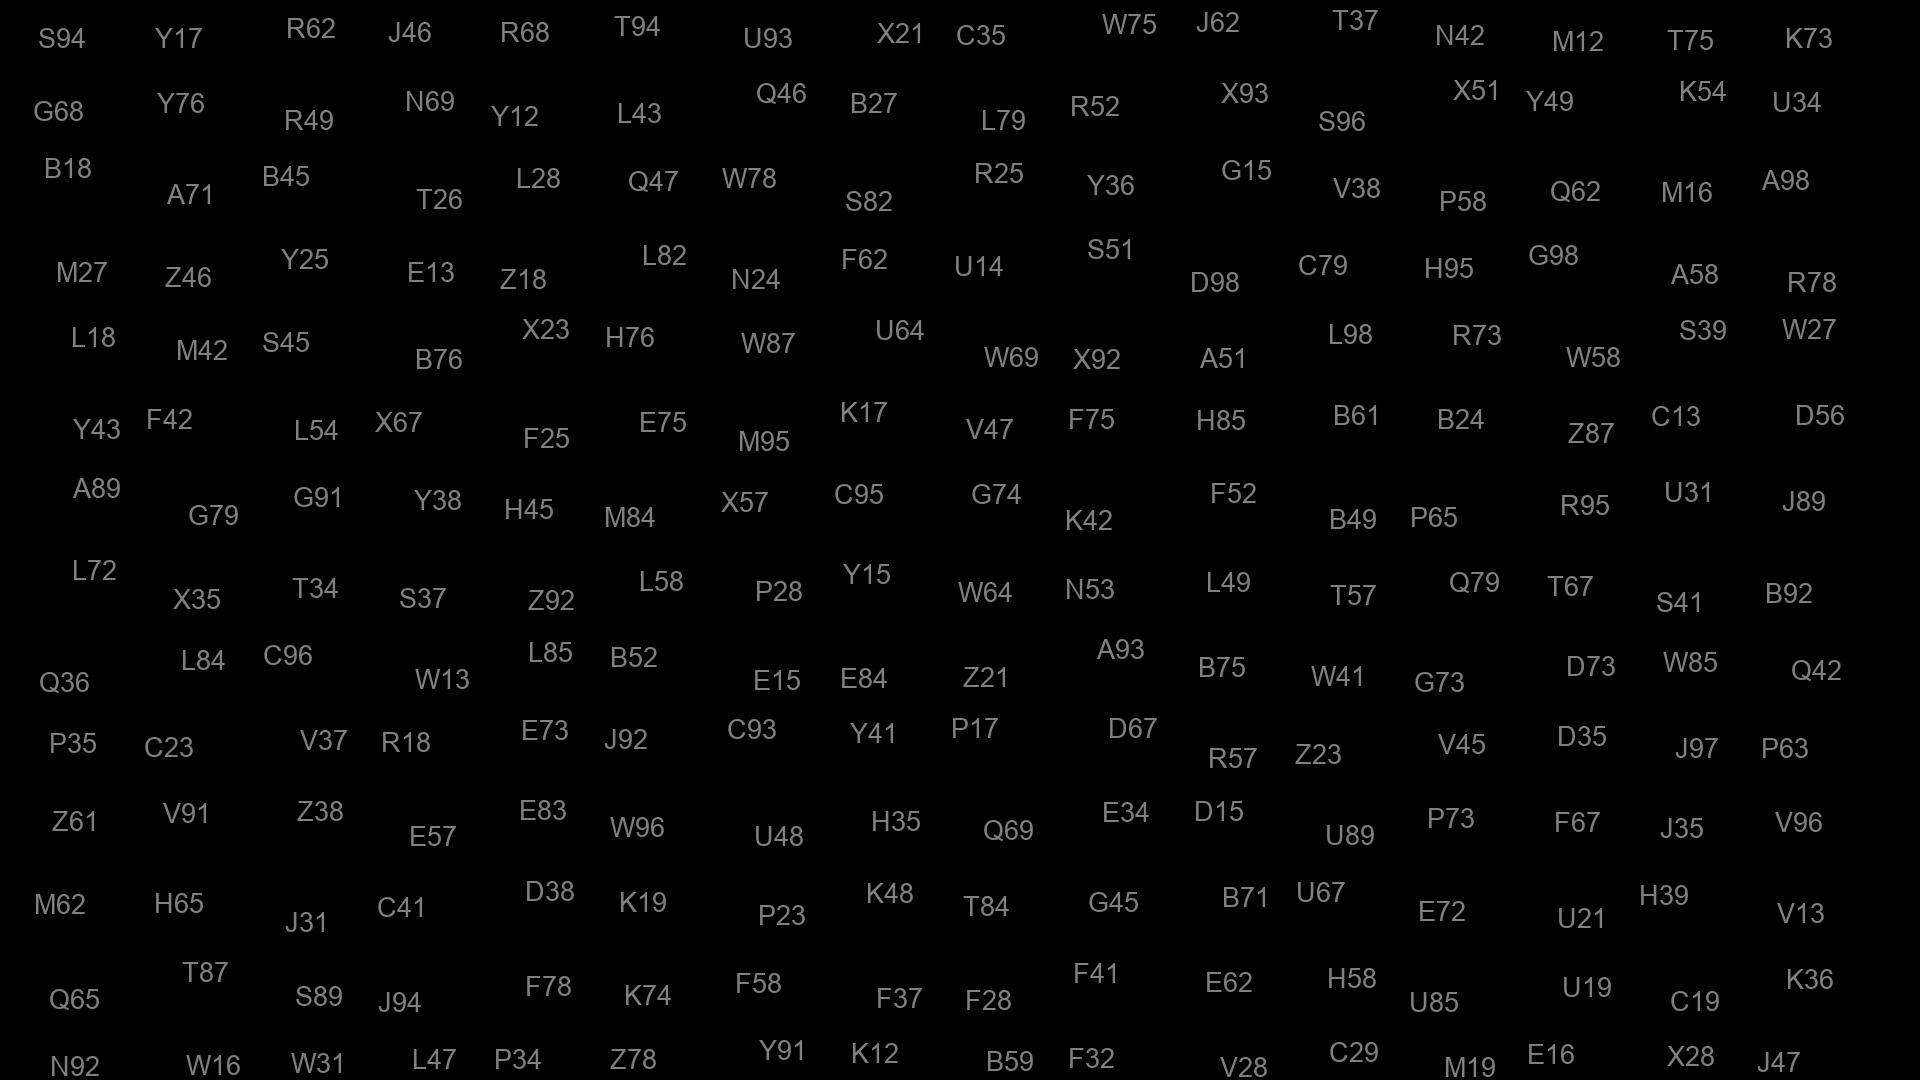 S94 Y17 R62 J46 R68 T94 U93 X21 C35 W75 J62 T37 N42 M12 T75 K73
G68 Y76 R49 N69 Y12 L43 Q46 B27 L79 R52 X93 S96 X51 Y49 K54 U34
B18 A71 B45 T26 L28 Q47 W78 S82 R25 Y36 G15 V38 P58 Q62 M16 A98
M27 Z46 Y25 E13 Z18 L82 N24 F62 U14 S51 D98 C79 H95 G98 A58 R78
L18 M42 S45 B76 X23 H76 W87 U64 W69 X92 A51 L98 R73 W58 S39 W27
Y43 F42 L54 X67 F25 E75 M95 K17 V47 F75 H85 B61 B24 Z87 C13 D56
A89 G79 G91 Y38 H45 M84 X57 C95 G74 K42 F52 B49 P65 R95 U31 J89
L72 X35 T34 S37 Z92 L58 P28 Y15 W64 N53 L49 T57 Q79 T67 S41 B92
Q36 L84 C96 W13 L85 B52 E15 E84 Z21 A93 B75 W41 G73 D73 W85 Q42
P35 C23 V37 R18 E73 J92 C93 Y41 P17 D67 R57 Z23 V45 D35 J97 P63
Z61 V91 Z38 E57 E83 W96 U48 H35 Q69 E34 D15 U89 P73 F67 J35 V96
M62 H65 J31 C41 D38 K19 P23 K48 T84 G45 B71 U67 E72 U21 H39 V13
Q65 T87 S89 J94 F78 K74 F58 F37 F28 F41 E62 H58 U85 U19 C19 K36
N92 W16 W31 L47 P34 Z78 Y91 K12 B59 F32 V28 C29 M19 E16 X28 J47